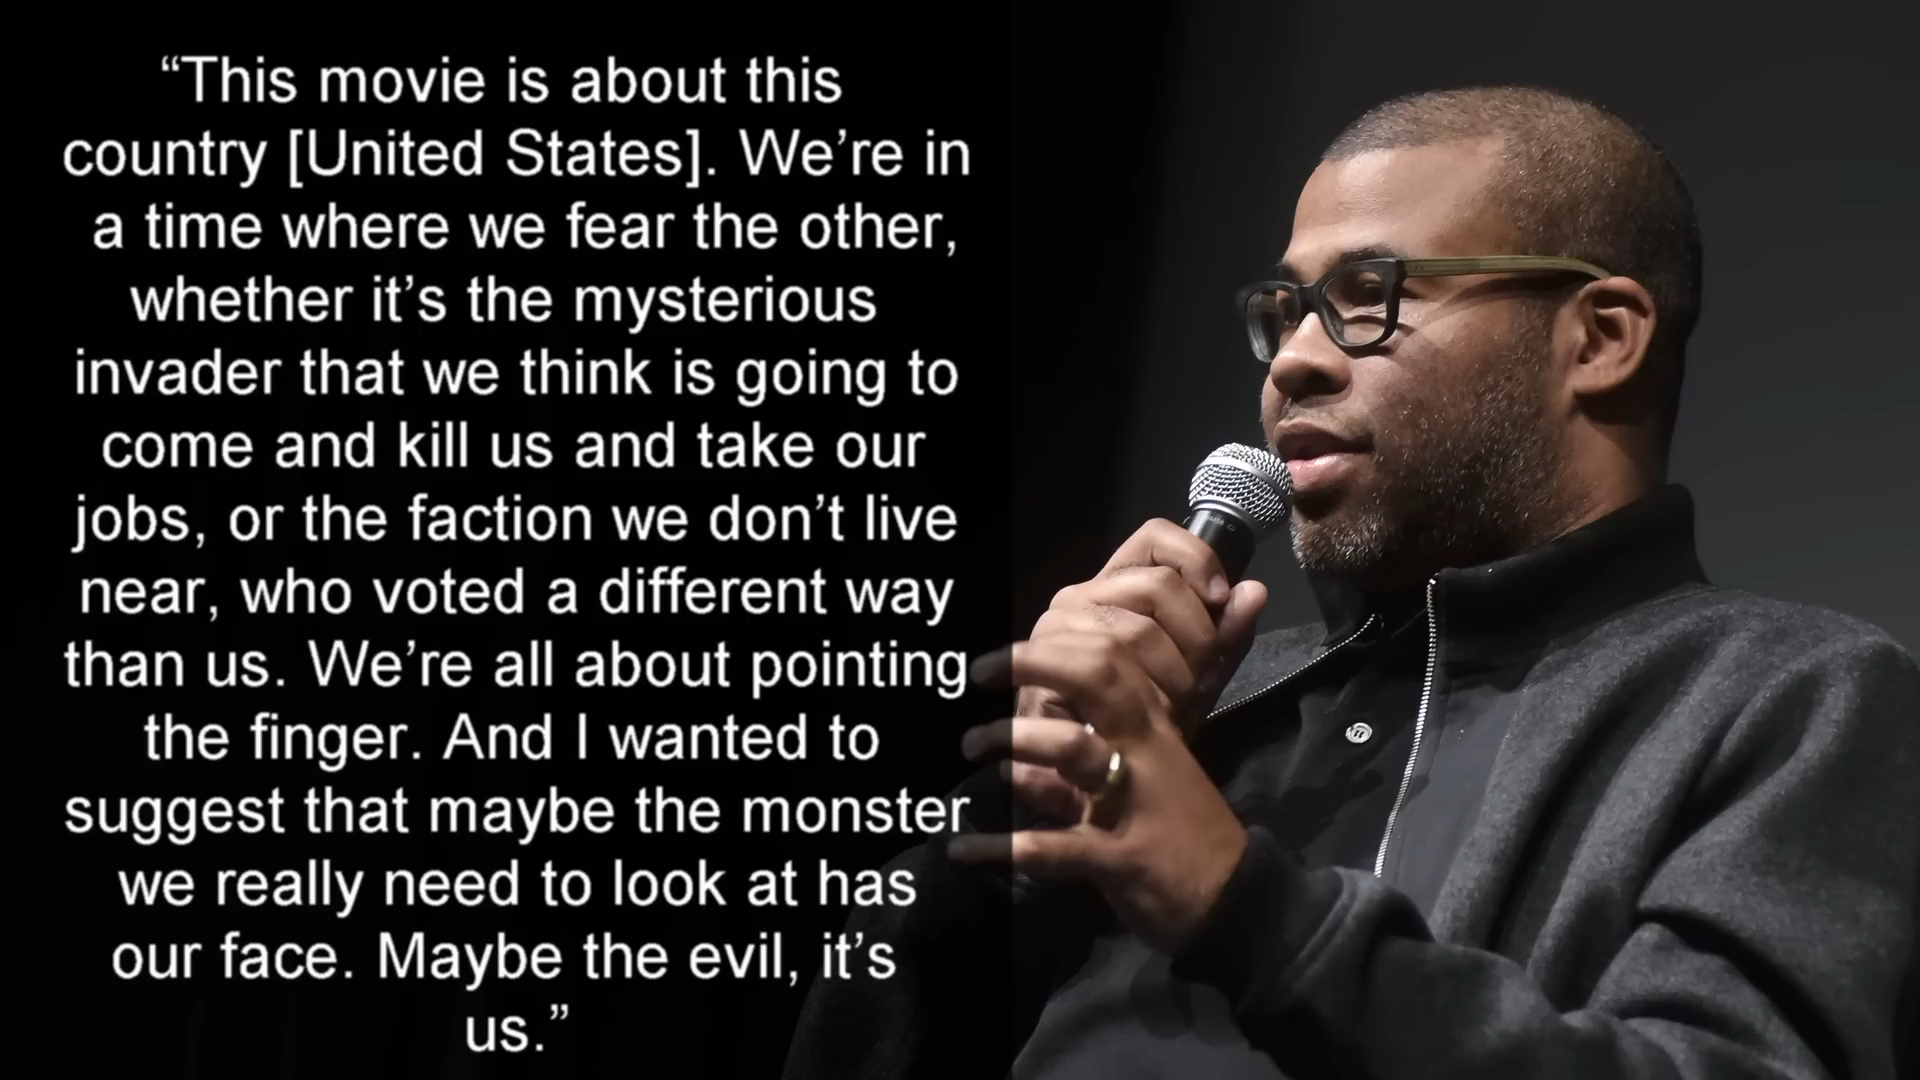 “This movie is about this
country [United States]. We’re in
a time where we fear the other,
whether it’s the mysterious
invader that we think is going to
come and kill us and take our
jobs, or the faction we don’t live
near, who voted a different way
than us. We’re all about pointing
the finger. And I wanted to
suggest that maybe the monster
we really need to look at has
our face. Maybe the evil, it’s
us.”